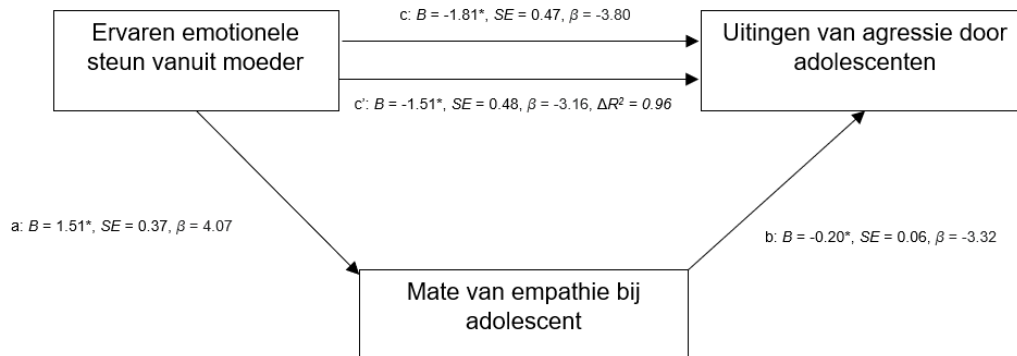 c: B = -1.81*, SE = 0.47, β = -3.80
Ervaren emotionele
steun vanuit moeder
Uitingen van agressie door
adolescenten
c': B = -1.51*, SE = 0.48, β = -3.16, ΔR² = 0.96
a: B = 1.51*, SE = 0.37, β = 4.07
b: B = -0.20*, SE = 0.06, β = -3.32
Mate van empathie bij
adolescent